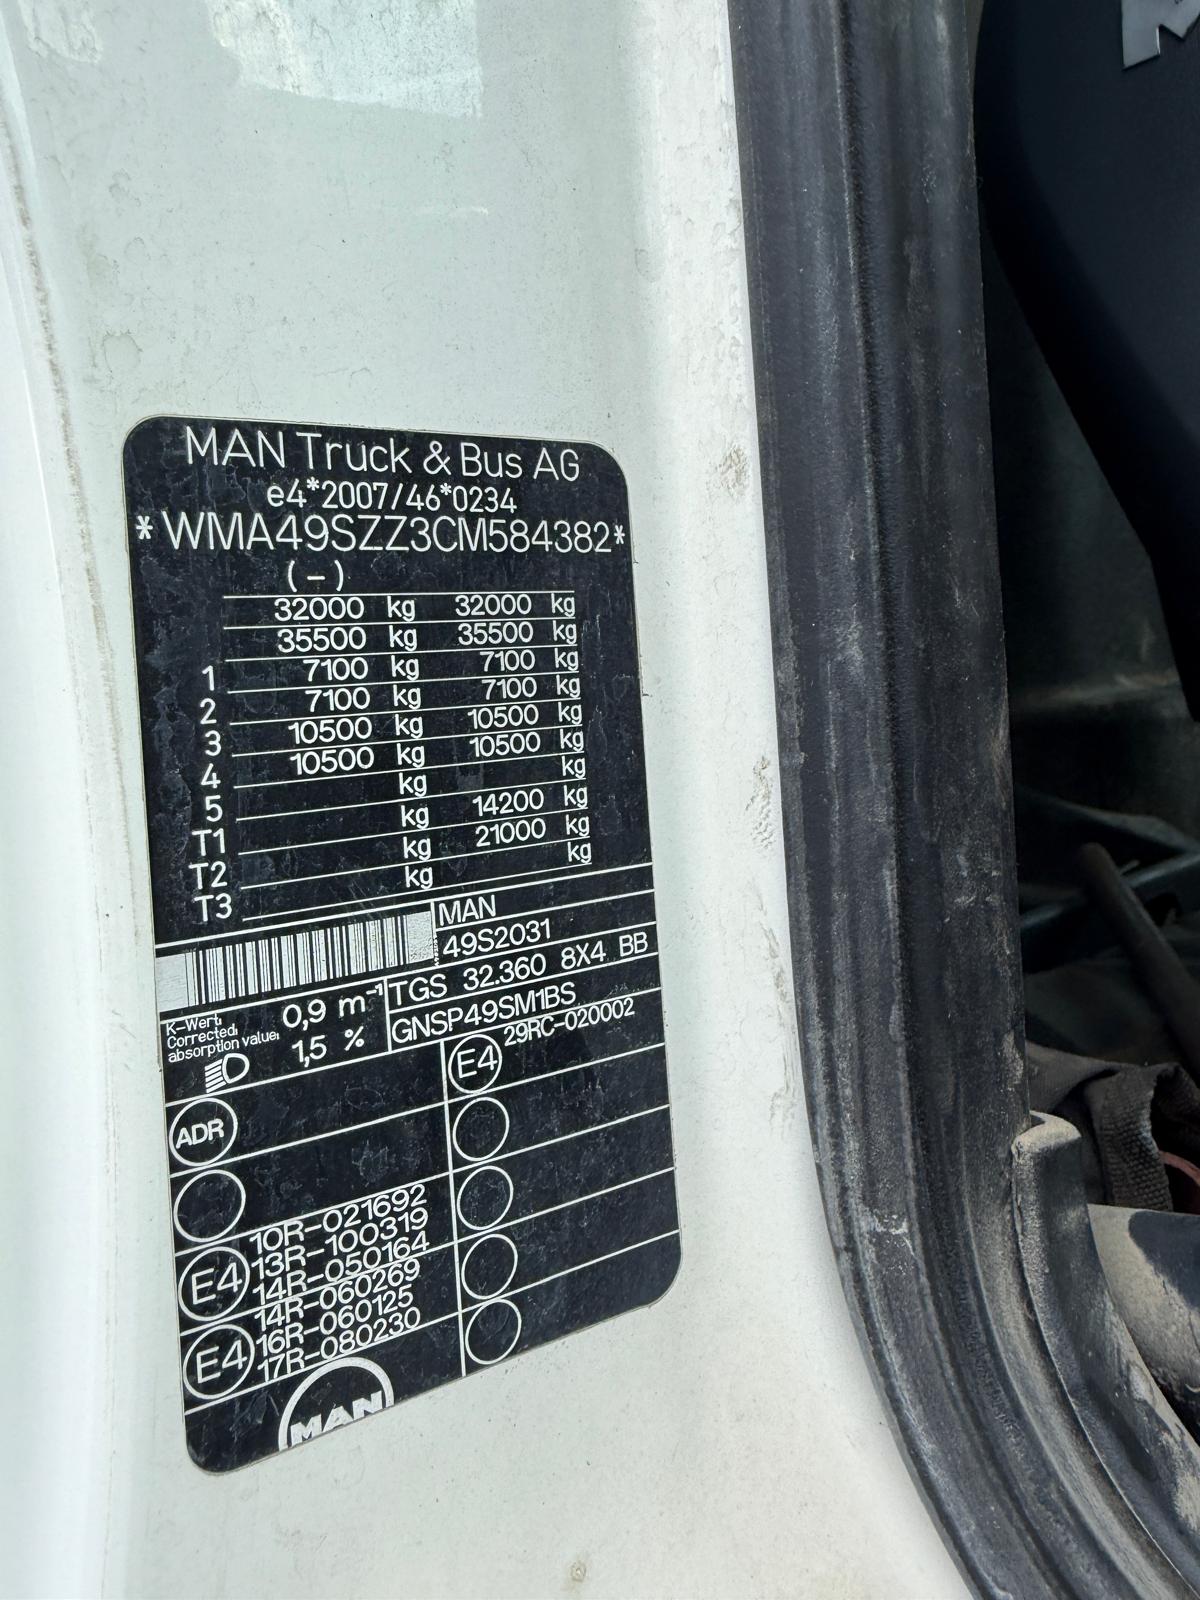 MAN Truck & Bus AG
e4*2007/46*0234
*WMA49SZZ3CM584382*
(-)
32000 kg 32000 kg
35500 kg 35500 kg
1 7100 kg 7100 kg
2 7100 kg 7100 kg
3 10500 kg 10500 kg
4 10500 kg 10500 kg
5 kg kg
T1 kg 14200 kg
T2 kg 21000 kg
T3 kg kg
MAN
49S2031
TGS 32.360 8X4 BB
GNSP49SM1BS
K-Wert:
Corrected
absorption value:
0,9 m⁻¹
1,5 %
E4 29RC-020002
ADR
10R-021692
13R-100319
E4 14R-050164
14R-060269
E4 16R-060125
17R-080230
MAN